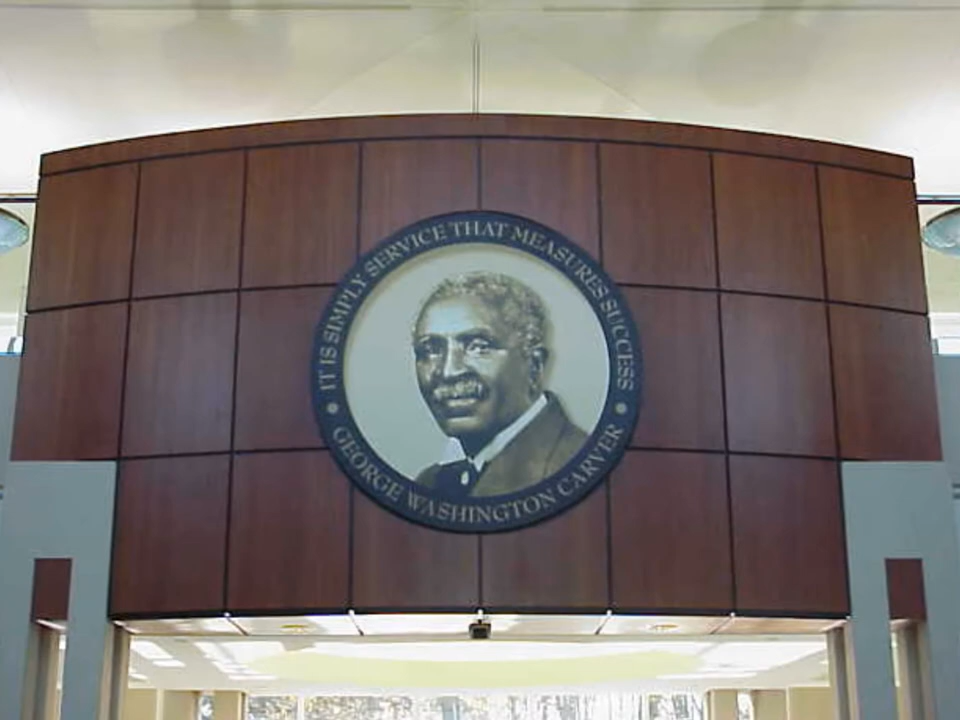 IT IS SIMPLY SERVICE THAT MEASURES SUCCESS
GEORGE WASHINGTON CARVER